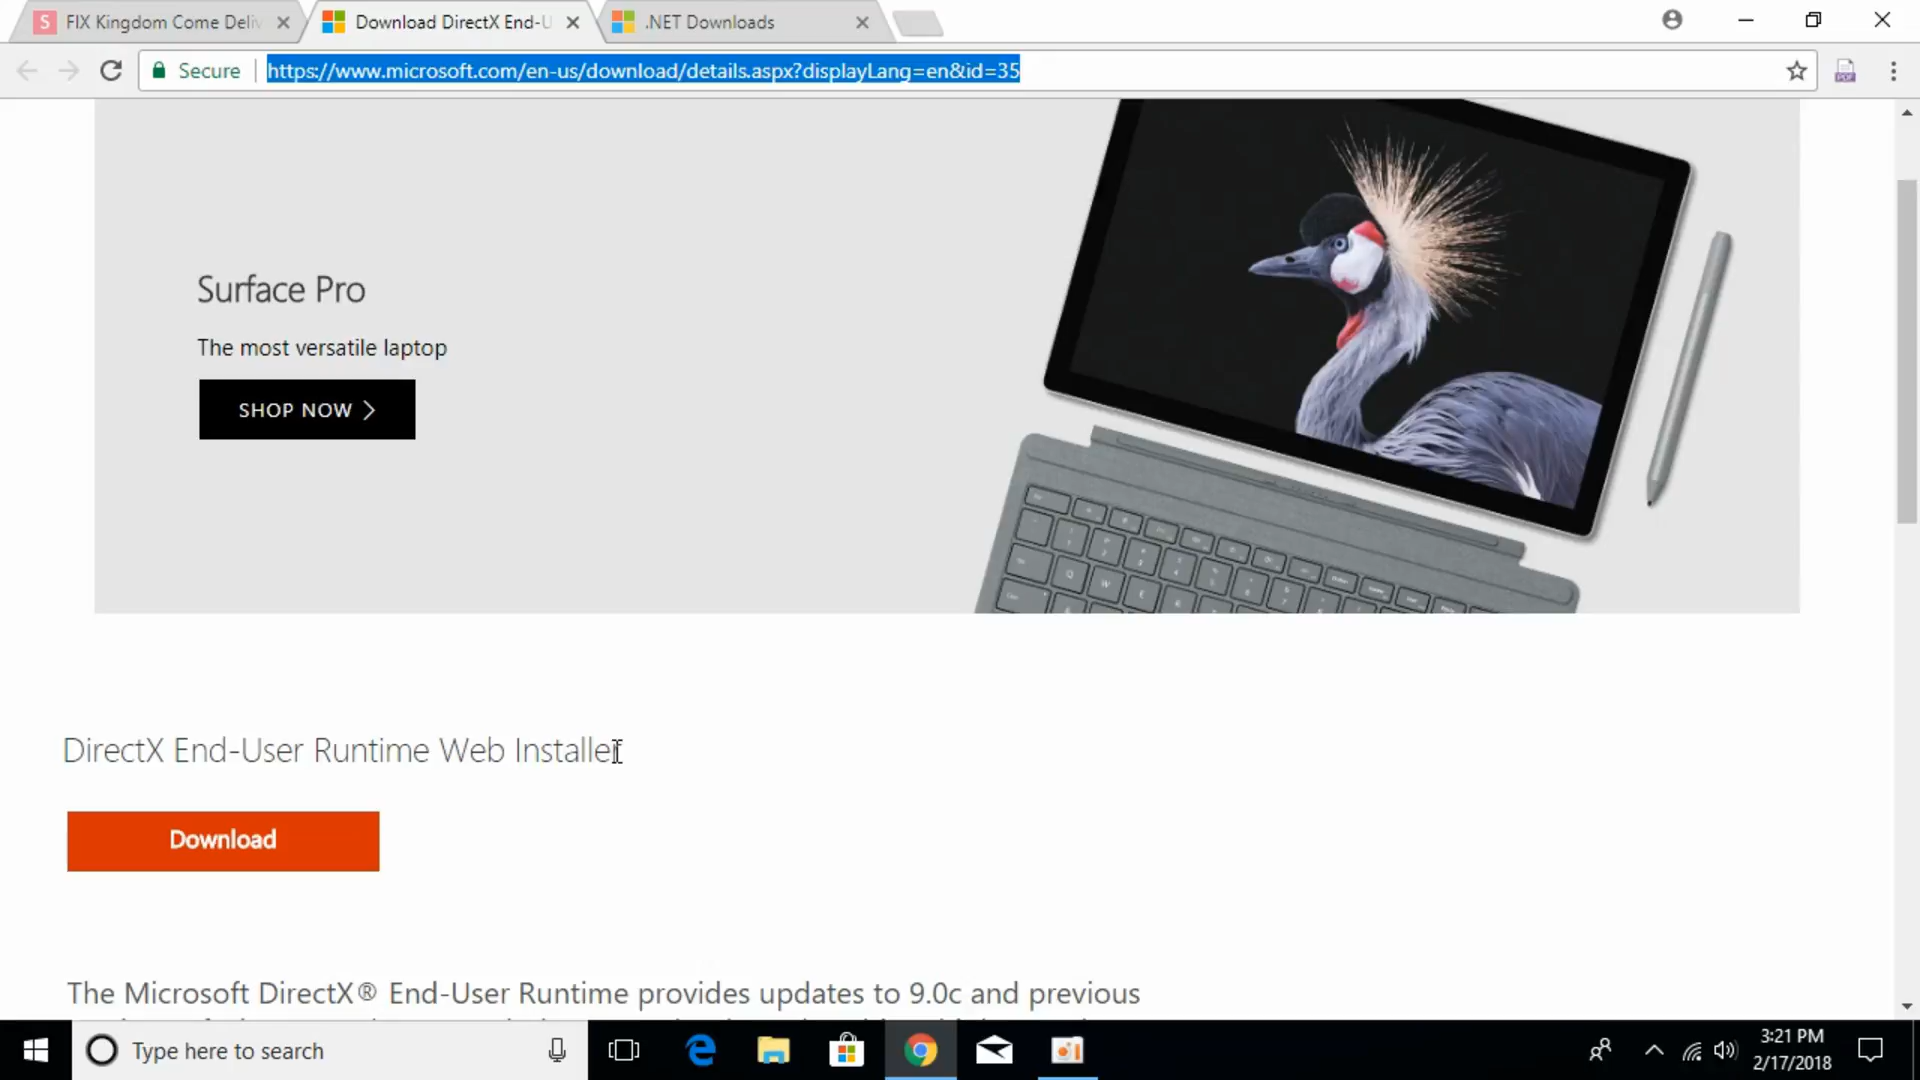 FIX Kingdom Come Deli
Download DirectX End-U
.NET Downloads
Secure
https://www.microsoft.com/en-us/download/details.aspx?displayLang=en&id=35
Surface Pro
The most versatile laptop
SHOP NOW
DirectX End-User Runtime Web Installer
Download
The Microsoft DirectX® End-User Runtime provides updates to 9.0c and previous
Type here to search
3:21 PM
2/17/2018